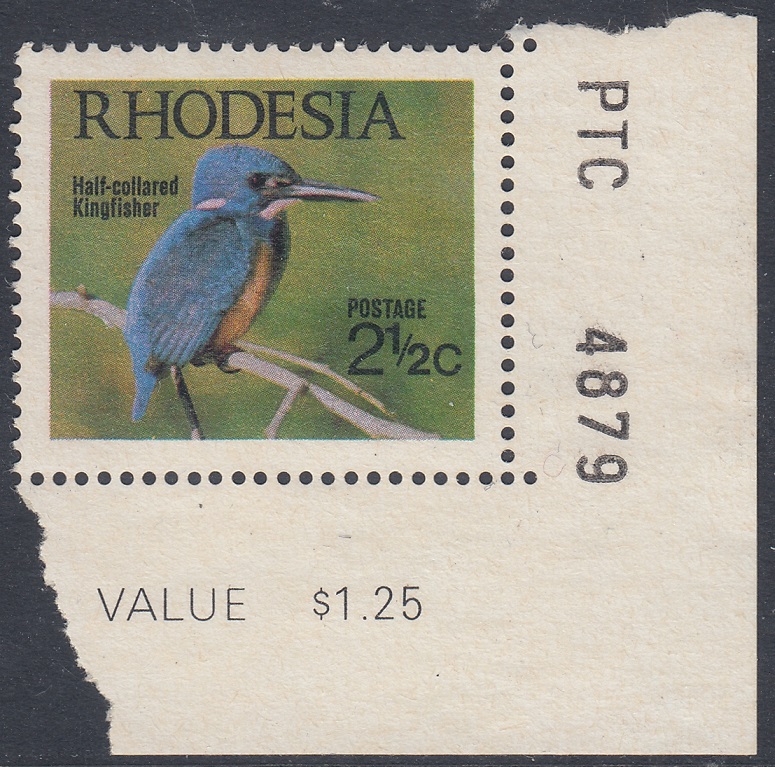 RHODESIA
Half-collared
Kingfisher
POSTAGE
2½C
PTC 4879
VALUE $1.25